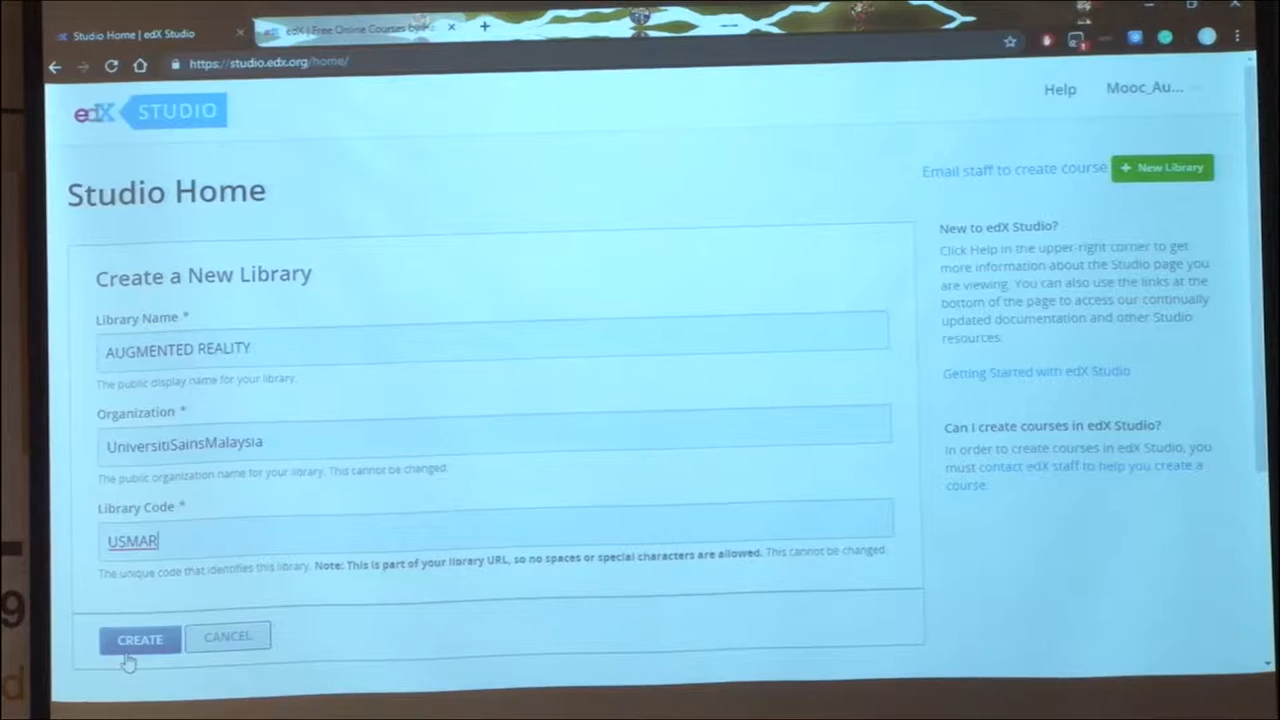 Studio Home | edX Studio
edX | Free Online Courses by
https://studio.edx.org/home/
edX STUDIO
Help
Mooc_Au...
Studio Home
Email staff to create course
+ New Library
Create a New Library
Library Name *
AUGMENTED REALITY
The public display name for your library.
Organization *
UniversitiSainsMalaysia
The public organization name for your library. This cannot be changed.
Library Code *
USMAR
The unique code that identifies this library. Note: This is part of your library URL, so no spaces or special characters are allowed. This cannot be changed.
CREATE
CANCEL
New to edX Studio?
Click Help in the upper-right corner to get
more information about the Studio page you
are viewing. You can also use the links at the
bottom of the page to access our continually
updated documentation and other Studio
resources.
Getting Started with edX Studio
Can I create courses in edX Studio?
In order to create courses in edX Studio, you
must contact edX staff to help you create a
course.
9
d